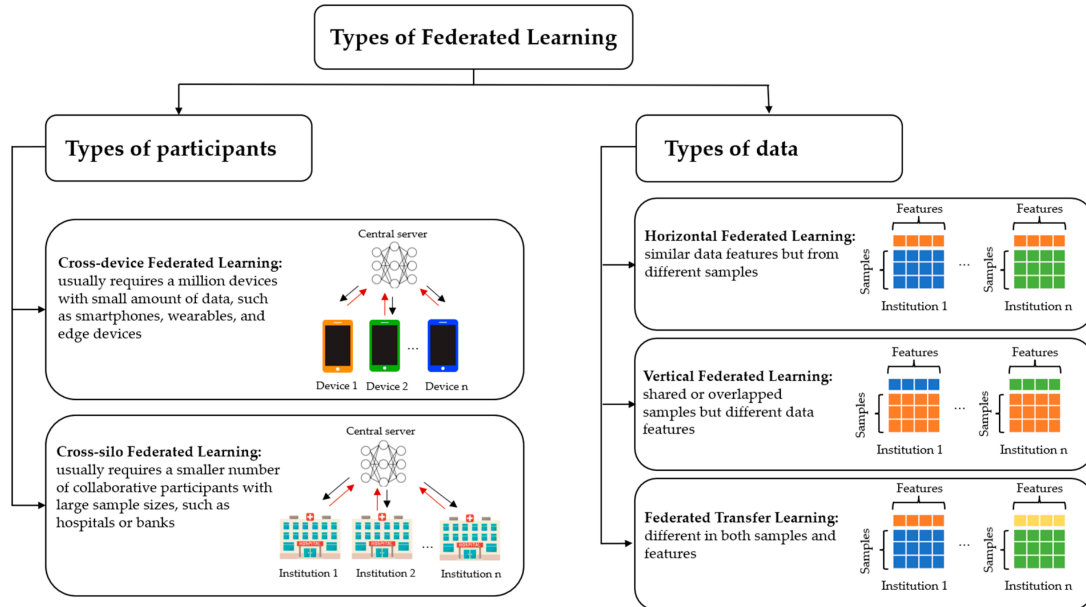 Types of Federated Learning
Types of participants
Types of data
Central server
Cross-device Federated Learning:
usually requires a million devices
with small amount of data, such
as smartphones, wearables, and
edge devices
...
Device 1
Device 2
Device n
Central server
Cross-silo Federated Learning:
usually requires a smaller number
of collaborative participants with
large sample sizes, such as
hospitals or banks
HOSPITAL
HOSPITAL
HOSPITAL
...
Institution 1
Institution 2
Institution n
Horizontal Federated Learning:
similar data features but from
different samples
Features
Features
Samples
...
Samples
Institution 1
Institution n
Vertical Federated Learning:
shared or overlapped
samples but different data
features
Features
Features
Samples
...
Samples
Institution 1
Institution n
Federated Transfer Learning:
different in both samples and
features
Features
Features
Samples
...
Samples
Institution 1
Institution n